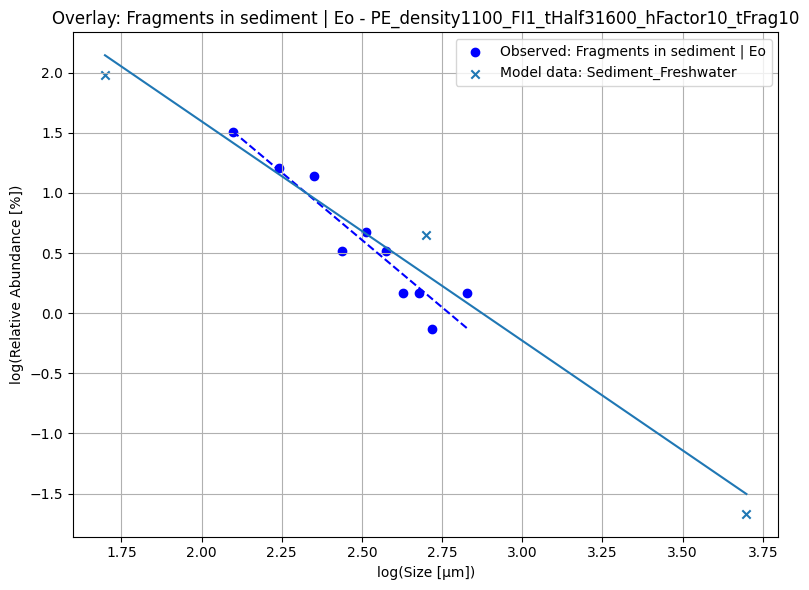 Overlay: Fragments in sediment | Eo - PE_density1100_FI1_tHalf31600_hFactor10_tFrag10
Observed: Fragments in sediment | Eo
Model data: Sediment_Freshwater
log(Relative Abundance [%])
2.0
1.5
1.0
0.5
0.0
−0.5
−1.0
−1.5
1.75 2.00 2.25 2.50 2.75 3.00 3.25 3.50 3.75
log(Size [μm])